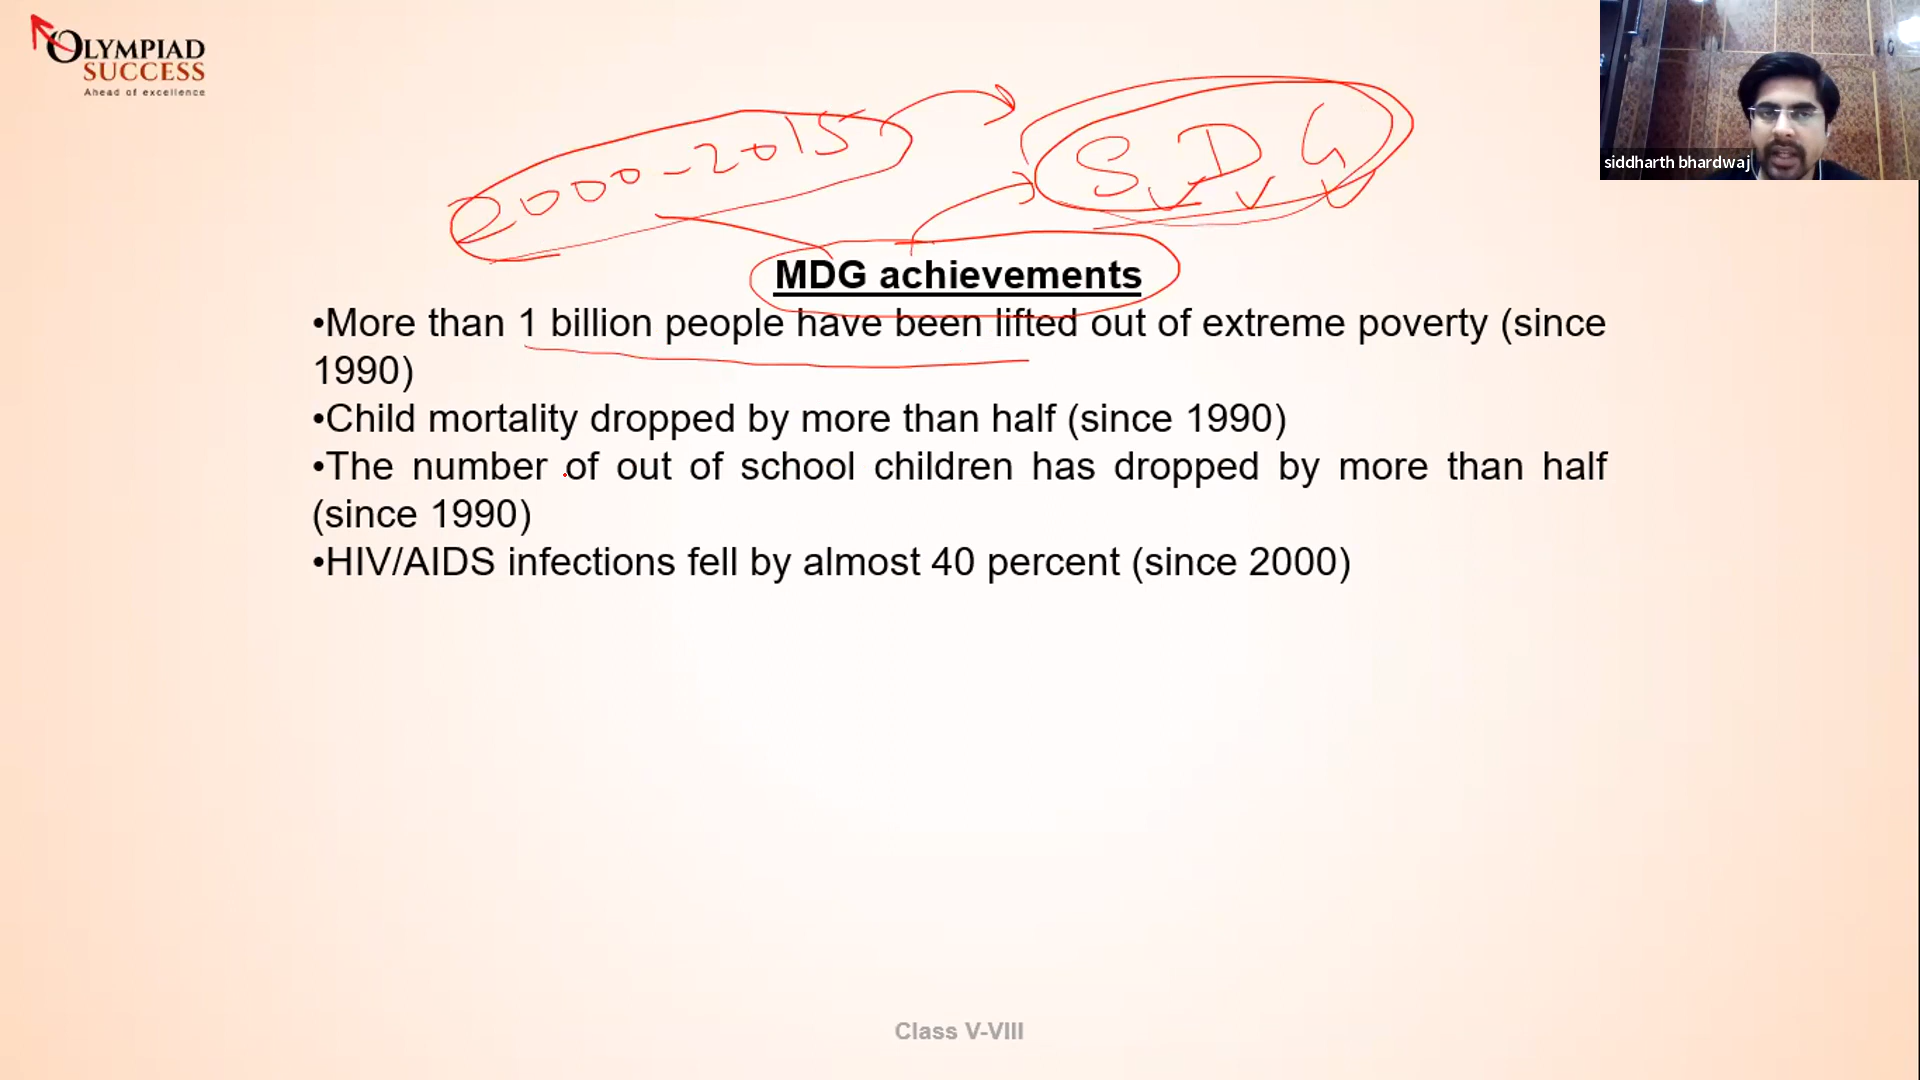 OLYMPIAD
SUCCESS
Ahead of excellence
siddharth bhardwaj
2000-2015
SDG
MDG achievements
•More than 1 billion people have been lifted out of extreme poverty (since
1990)
•Child mortality dropped by more than half (since 1990)
•The number of out of school children has dropped by more than half
(since 1990)
•HIV/AIDS infections fell by almost 40 percent (since 2000)
Class V-VIII